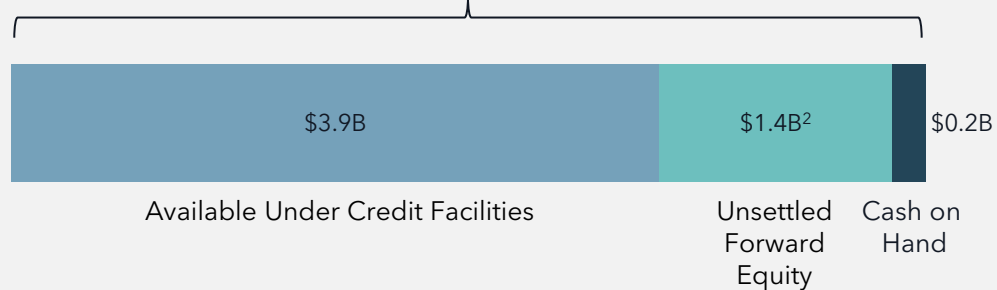 $3.9B
$1.4B²
$0.2B
Available Under Credit Facilities
Unsettled
Forward
Equity
Cash on
Hand